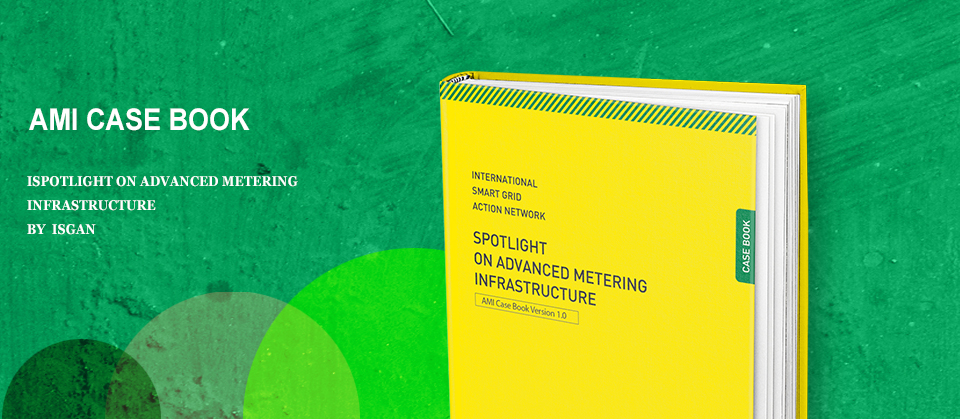 AMI CASE BOOK
ISPOTLIGHT ON ADVANCED METERING
INFRASTRUCTURE
BY ISGAN
INTERNATIONAL
SMART GRID
ACTION NETWORK
SPOTLIGHT
ON ADVANCED METERING
INFRASTRUCTURE
AMI Case Book Version 1.0
CASE BOOK